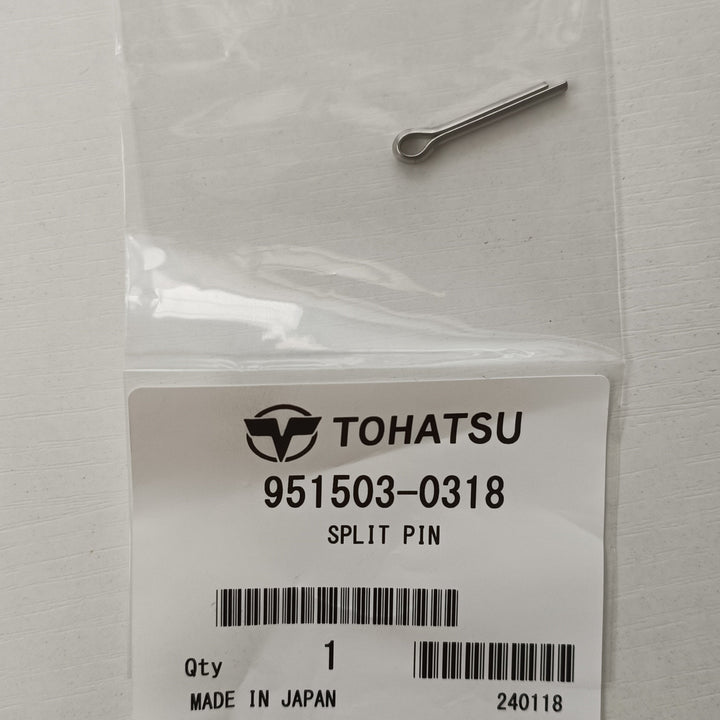 TOHATSU
951503-0318
SPLIT PIN
Qty 1
MADE IN JAPAN 240118